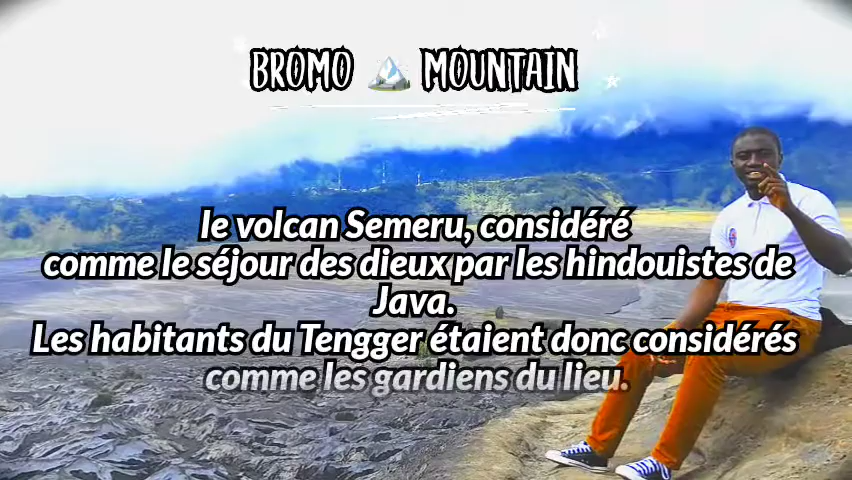 BROMO 🏔️ MOUNTAIN
le volcan Semeru, considéré
comme le séjour des dieux par les hindouistes de
Java.
Les habitants du Tengger étaient donc considérés
comme les gardiens du lieu.